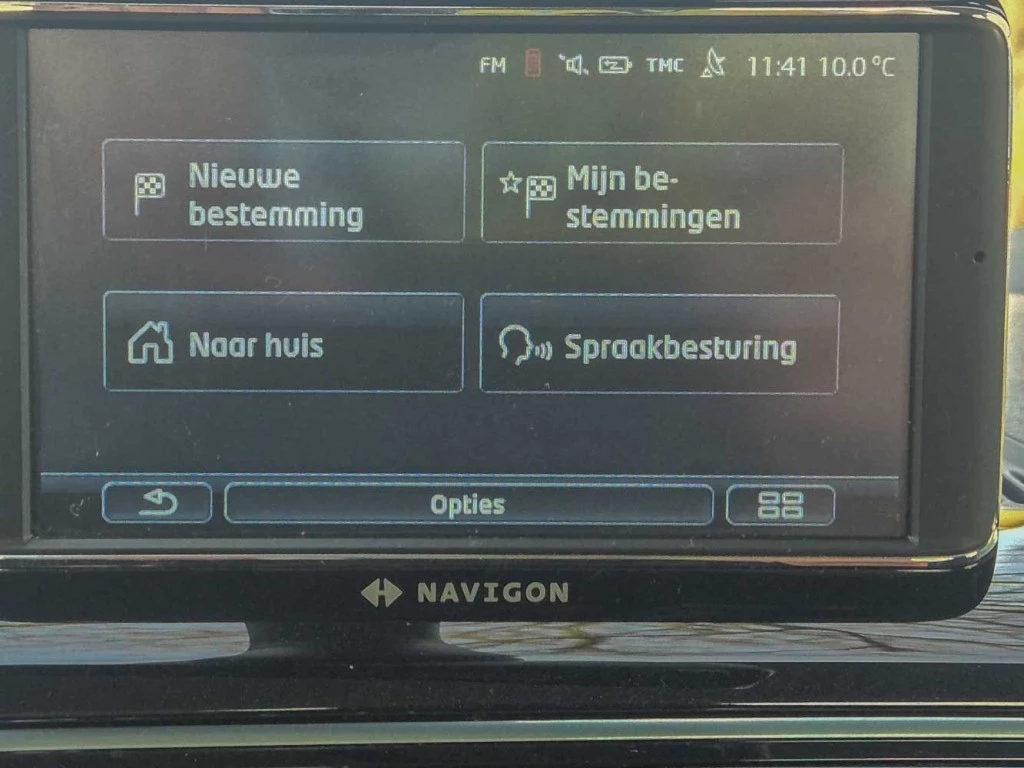 FM TMC 11:41 10.0 °C
Nieuwe
bestemming
Mijn be-
stemmingen
Naar huis
Spraakbesturing
Opties
NAVIGON